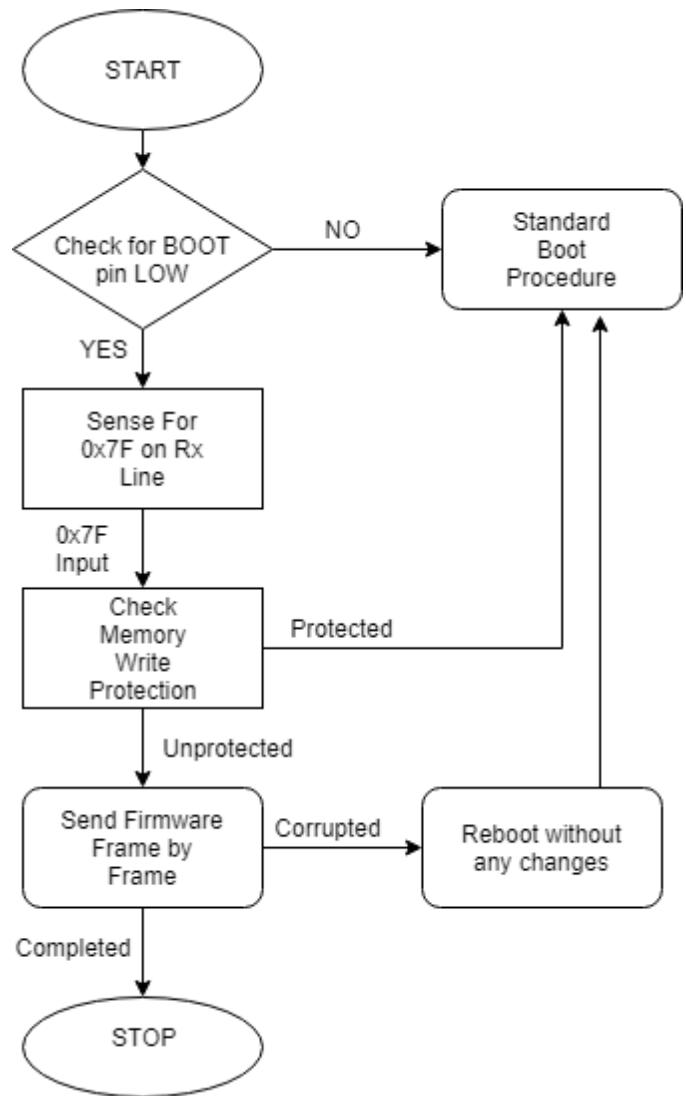 START
Check for BOOT
pin LOW
NO
Standard
Boot
Procedure
YES
Sense For
0x7F on Rx
Line
0x7F
Input
Check
Memory
Write
Protection
Protected
Unprotected
Send Firmware
Frame by
Frame
Corrupted
Reboot without
any changes
Completed
STOP